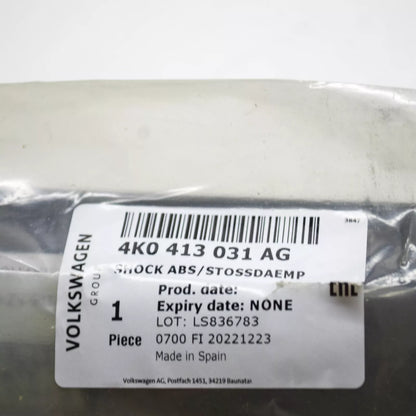 3847
4K0 413 031 AG
SHOCK ABS/STOSSDAEMP
VOLKSWAGEN
GROUP
Prod. date:
1
Piece
Expiry date: NONE
LOT: LS836783
0700 FI 20221223
Made in Spain
Volkswagen AG, Postfach 1451, 34219 Baunatal